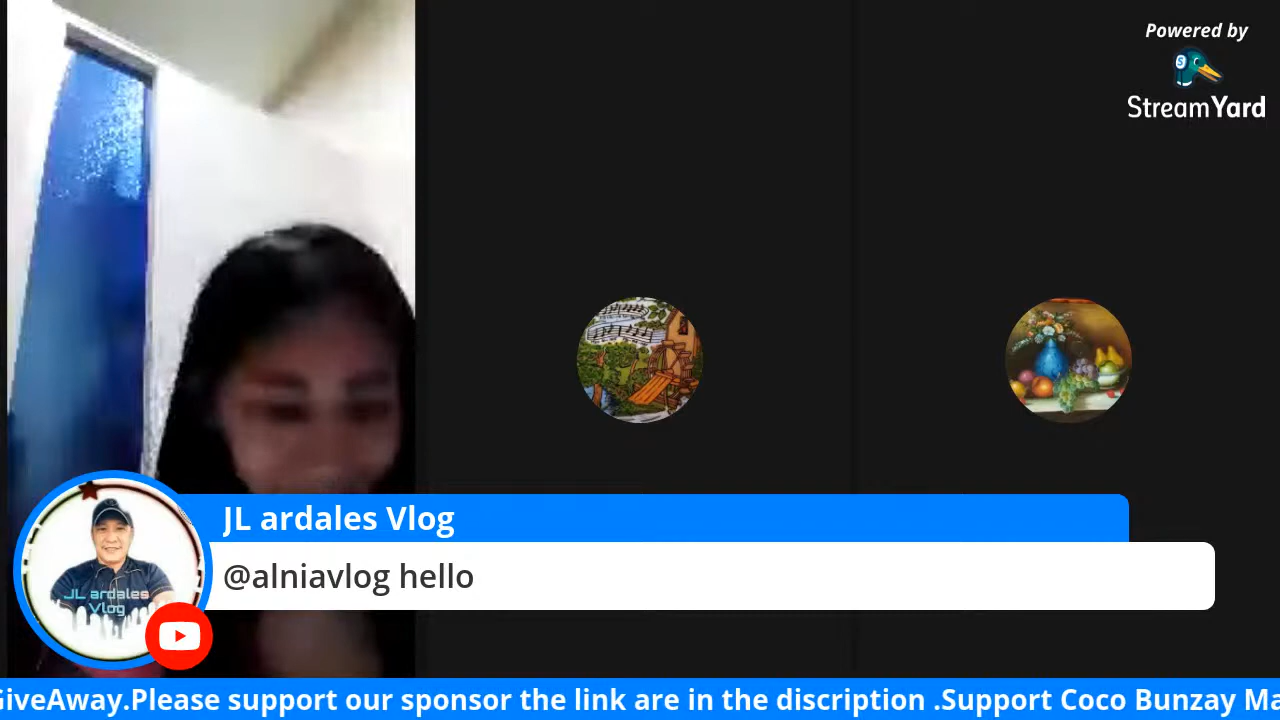 Powered by
StreamYard
JL ardales Vlog
@alniavlog hello
JL ardales
Vlog
GiveAway.Please support our sponsor the link are in the discription .Support Coco Bunzay Ma